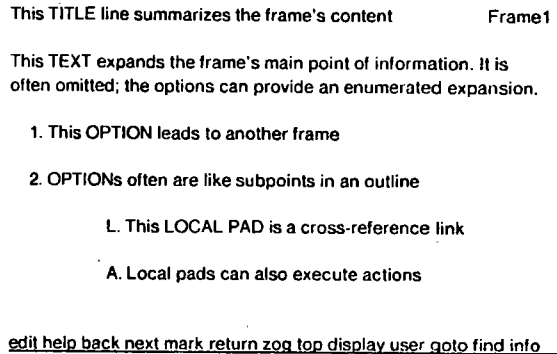 This TITLE line summarizes the frame's content Frame1
This TEXT expands the frame's main point of information. It is
often omitted; the options can provide an enumerated expansion.
1. This OPTION leads to another frame
2. OPTIONs often are like subpoints in an outline
L. This LOCAL PAD is a cross-reference link
A. Local pads can also execute actions
edit help back next mark return zog top display user goto find info